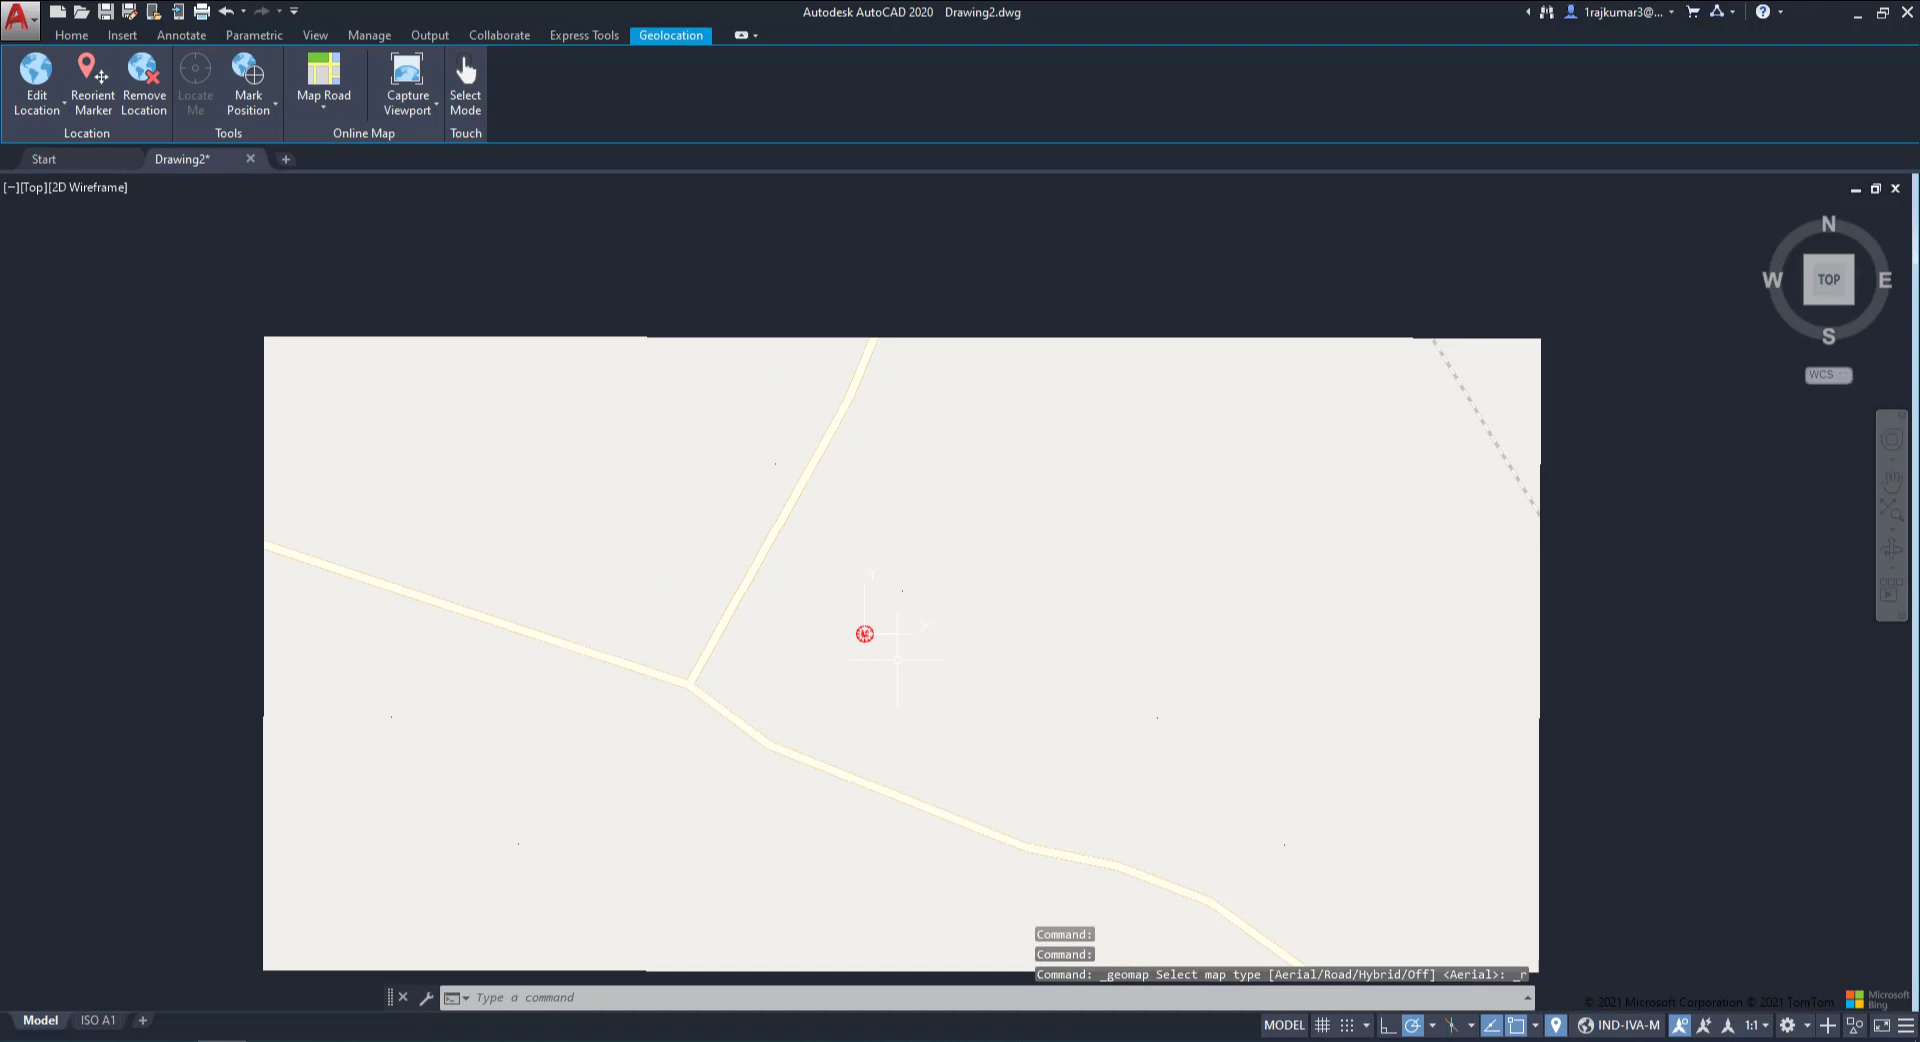 Autodesk AutoCAD 2020 Drawing2.dwg
1rajkumar3@...
Home Insert Annotate Parametric View Manage Output Collaborate Express Tools Geolocation
Edit Location
Reorient Marker
Remove Location
Locate Me
Mark Position
Map Road
Capture Viewport
Select Mode
Location Tools Online Map Touch
Start Drawing2*
[−][Top][2D Wireframe]
N
W TOP E
S
WCS
Y
X
Command:
Command:
Command: _geomap Select map type [Aerial/Road/Hybrid/Off] <Aerial>: _r
Type a command
© 2021 Microsoft Corporation © 2021 TomTom
Microsoft Bing
Model ISO A1
MODEL IND-IVA-M 1:1